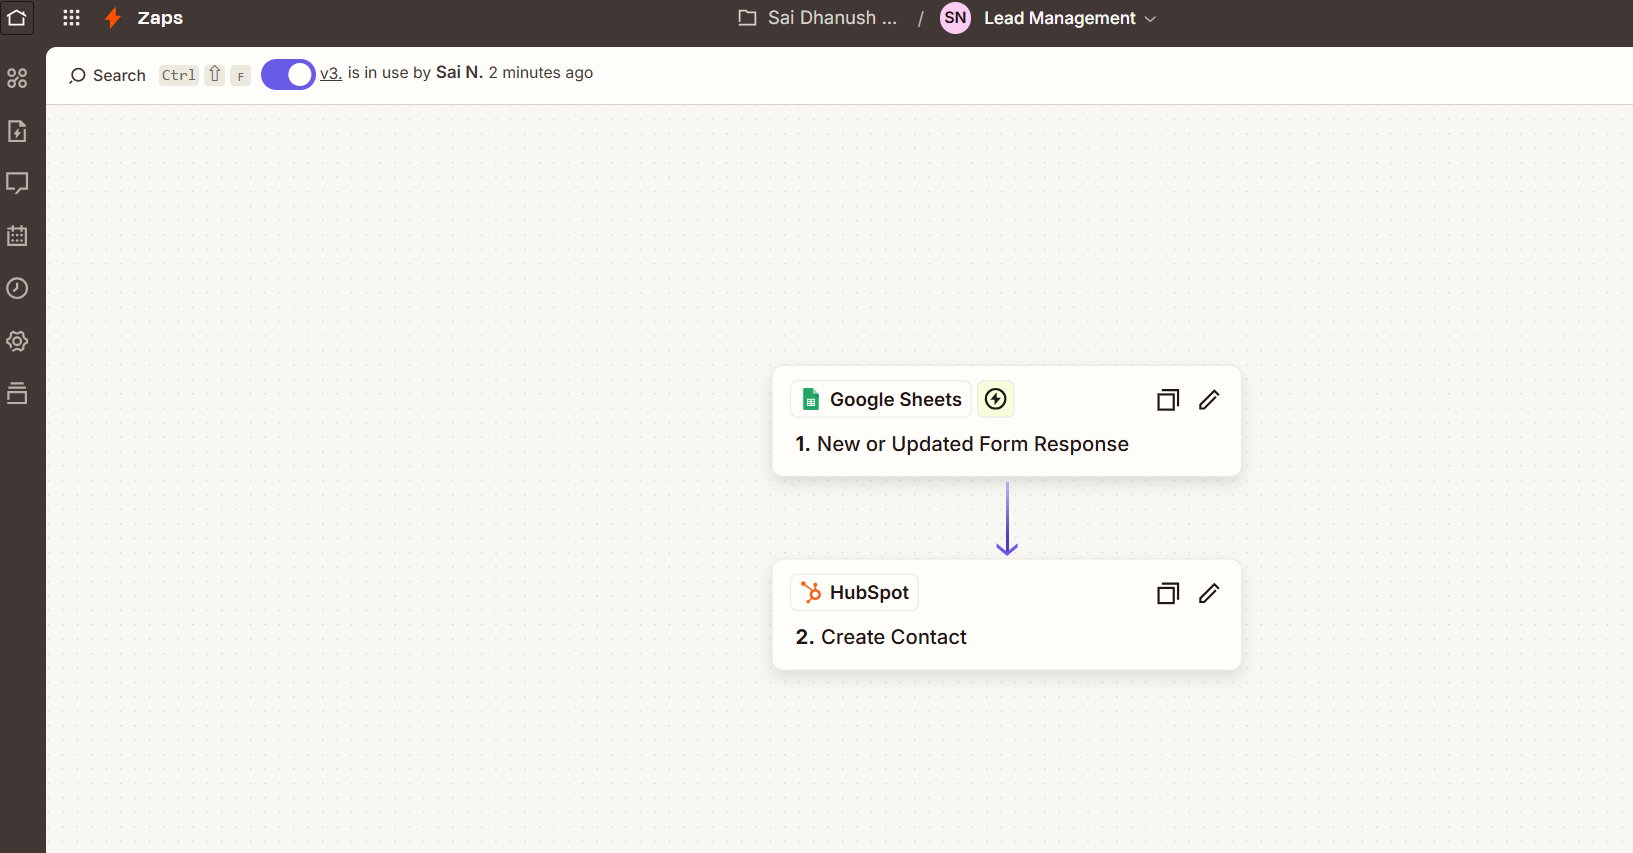 Zaps
Sai Dhanush ... / SN Lead Management
Search Ctrl ⇧ F v3. is in use by Sai N. 2 minutes ago
Google Sheets
1. New or Updated Form Response
HubSpot
2. Create Contact